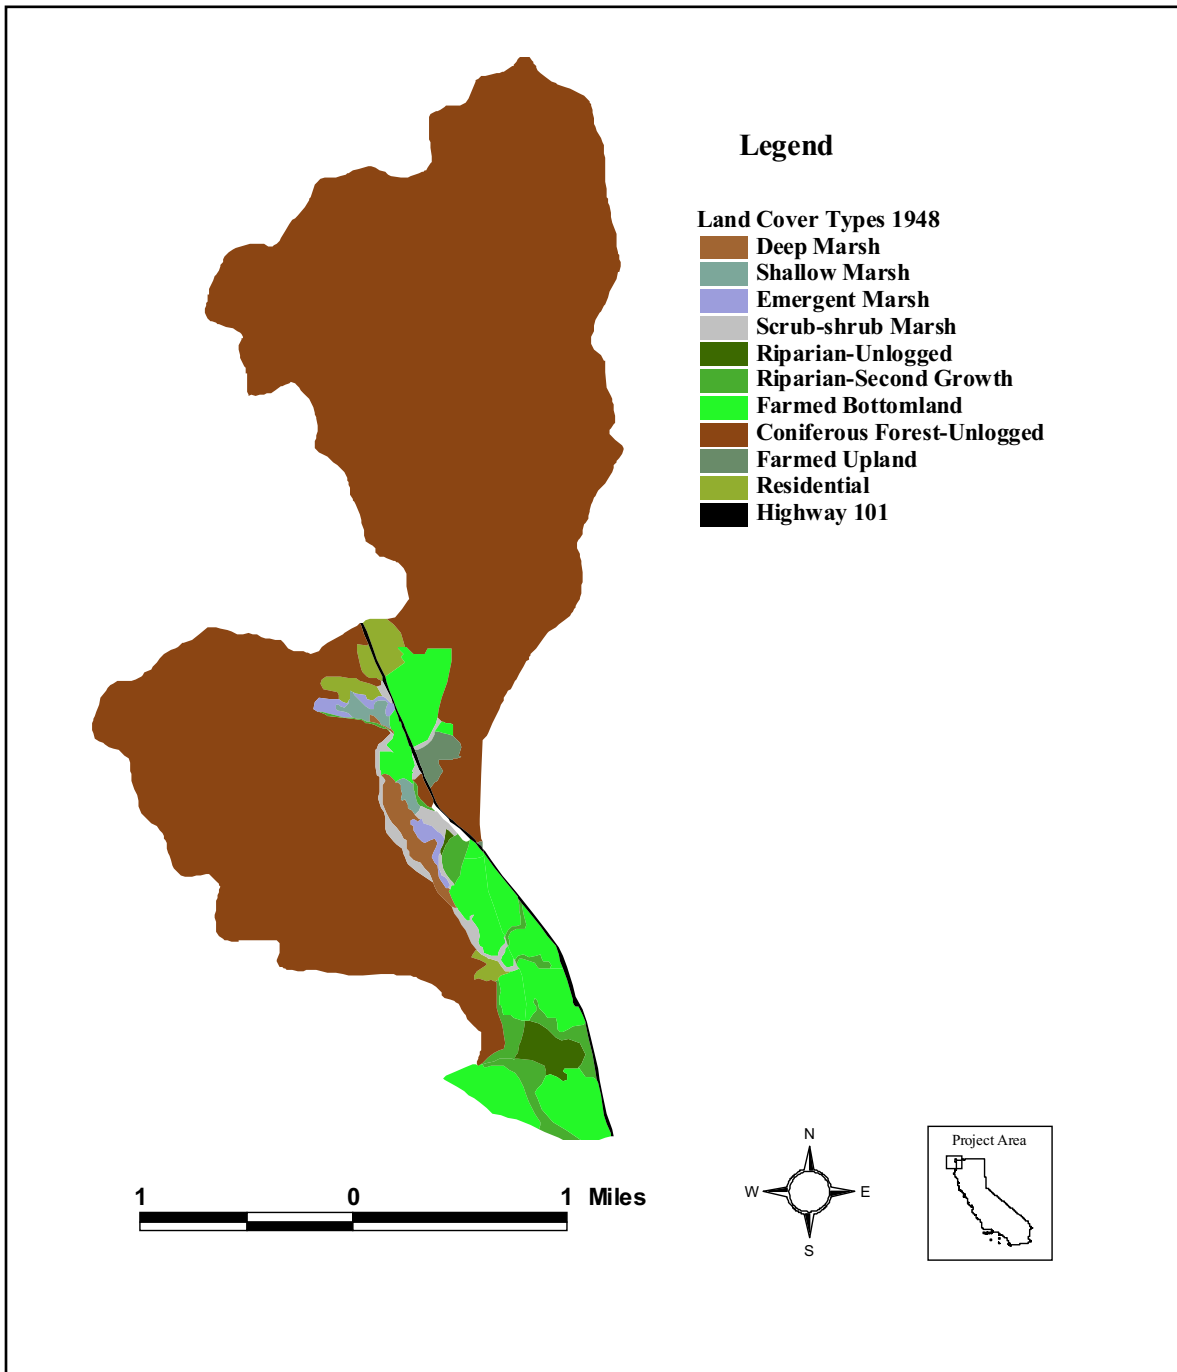 Legend
Land Cover Types 1948
Deep Marsh
Shallow Marsh
Emergent Marsh
Scrub-shrub Marsh
Riparian-Unlogged
Riparian-Second Growth
Farmed Bottomland
Coniferous Forest-Unlogged
Farmed Upland
Residential
Highway 101
1 0 1 Miles
N
W E
S
Project Area